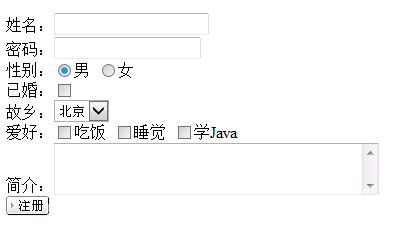 姓名：
密码：
性别： 男 女
已婚：
故乡： 北京
爱好： 吃饭 睡觉 学Java
简介：
注册